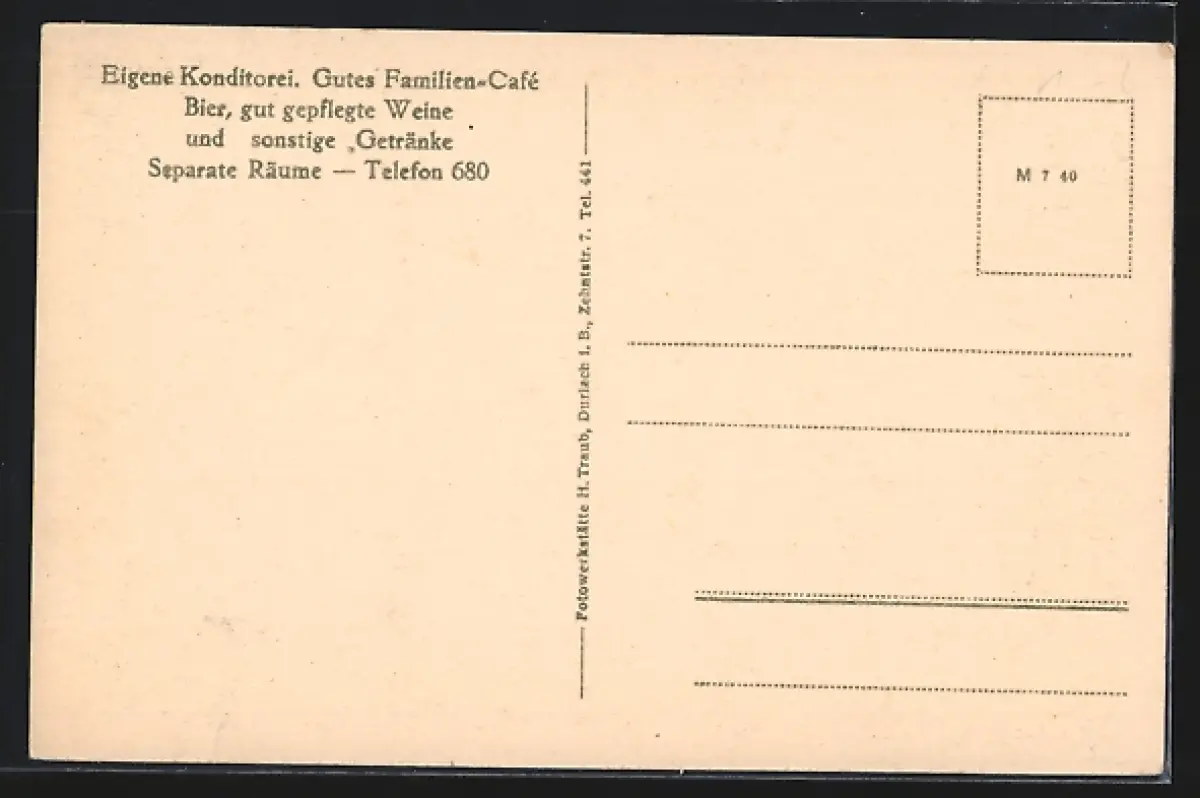 Eigene Konditorei. Gutes Familien-Café
Bier, gut gepflegte Weine
und sonstige Getränke
Separate Räume — Telefon 680
Fotowerkstätte H. Traub, Durlach i. B., Zehntstr. 7. Tel. 441
M 7 40